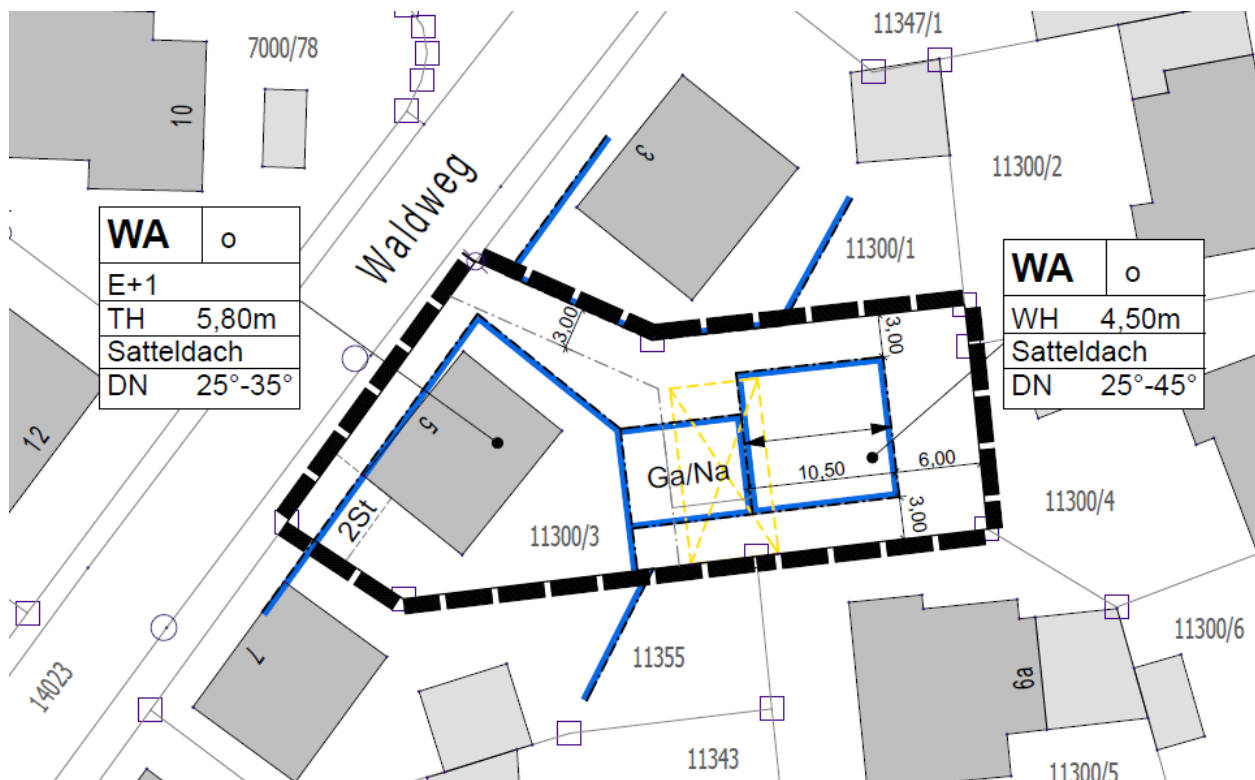 11347/1
7000/78
10
3
11300/2
Waldweg
WA o
E+1
TH 5,80m
Satteldach
DN 25°-35°
11300/1
WA o
WH 4,50m
Satteldach
DN 25°-45°
3,00
3,00
12
5
Ga/Na
10,50
6,00
2St
11300/3
3,00
11300/4
7
11355
11300/6
14023
6a
11343
11300/5